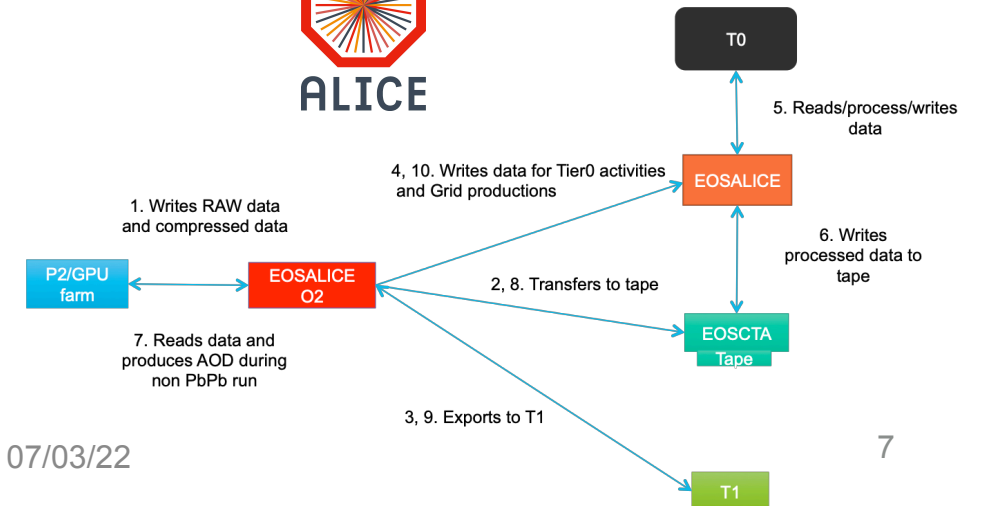 ALICE
T0
5. Reads/process/writes
data
4, 10. Writes data for Tier0 activities
and Grid productions
EOSALICE
1. Writes RAW data
and compressed data
6. Writes
processed data to
tape
P2/GPU
farm
EOSALICE
O2
2, 8. Transfers to tape
EOSCTA
Tape
7. Reads data and
produces AOD during
non PbPb run
3, 9. Exports to T1
07/03/22
7
T1